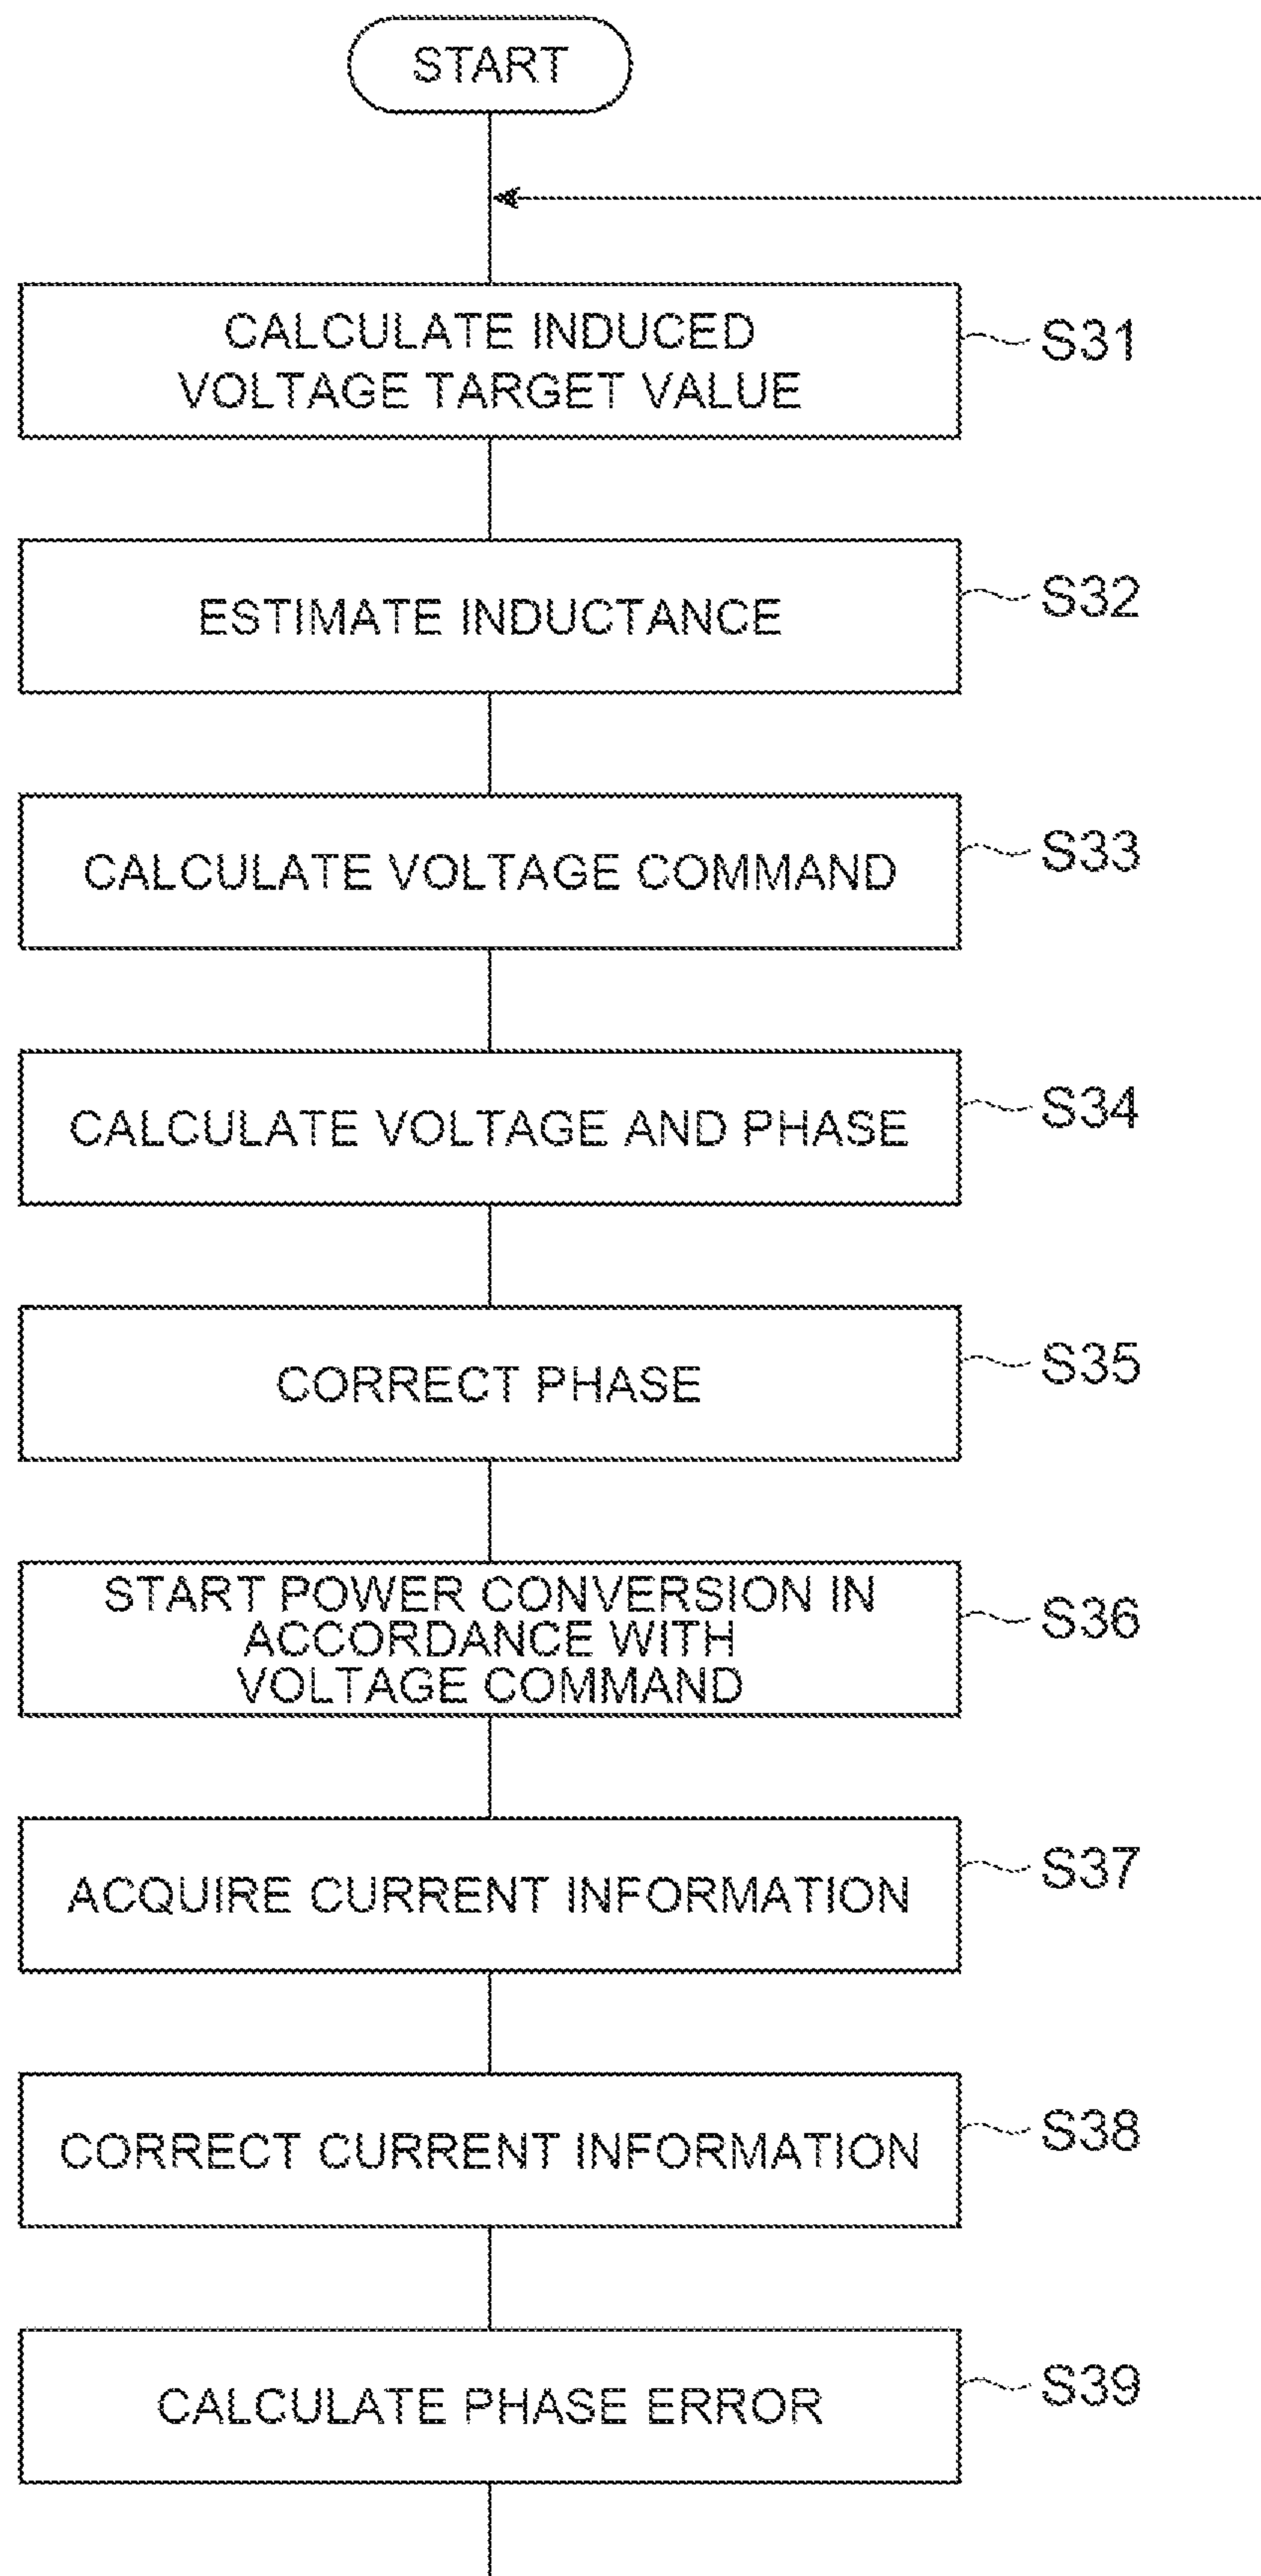 START
CALCULATE INDUCED
VOLTAGE TARGET VALUE
S31
ESTIMATE INDUCTANCE
S32
CALCULATE VOLTAGE COMMAND
S33
CALCULATE VOLTAGE AND PHASE
S34
CORRECT PHASE
S35
START POWER CONVERSION IN
ACCORDANCE WITH
VOLTAGE COMMAND
S36
ACQUIRE CURRENT INFORMATION
S37
CORRECT CURRENT INFORMATION
S38
CALCULATE PHASE ERROR
S39